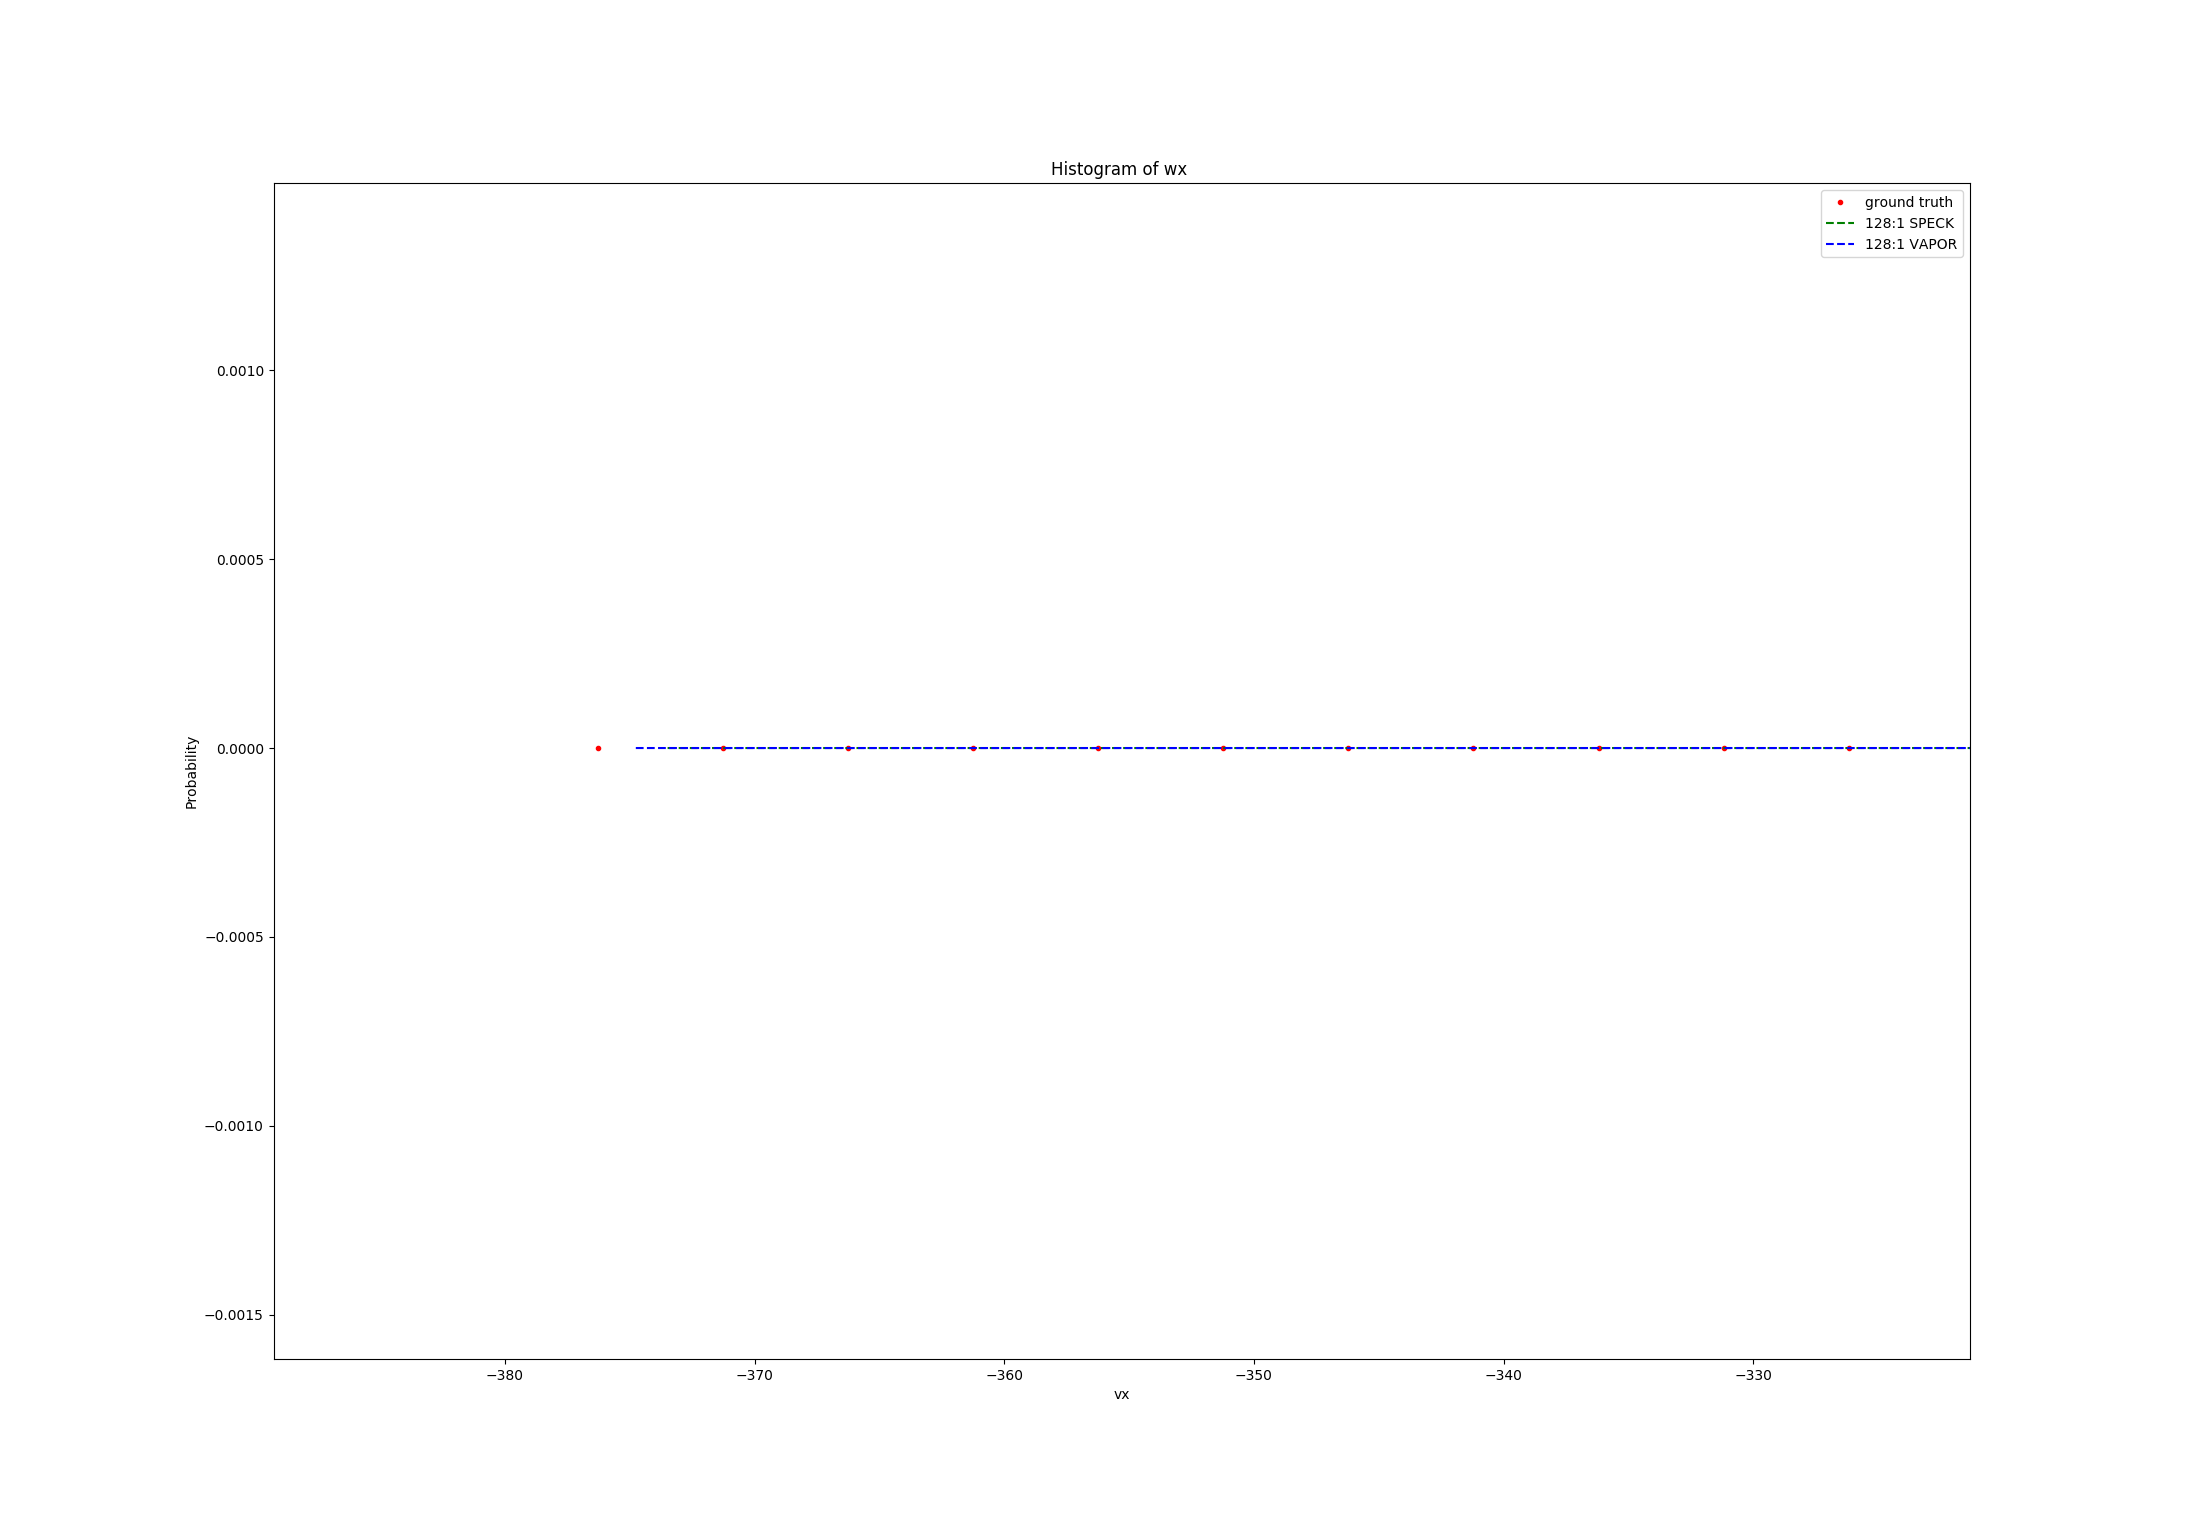 Histogram of wx
ground truth
128:1 SPECK
128:1 VAPOR
0.0010
0.0005
0.0000
−0.0005
−0.0010
−0.0015
Probability
−380
−370
−360
−350
−340
−330
vx